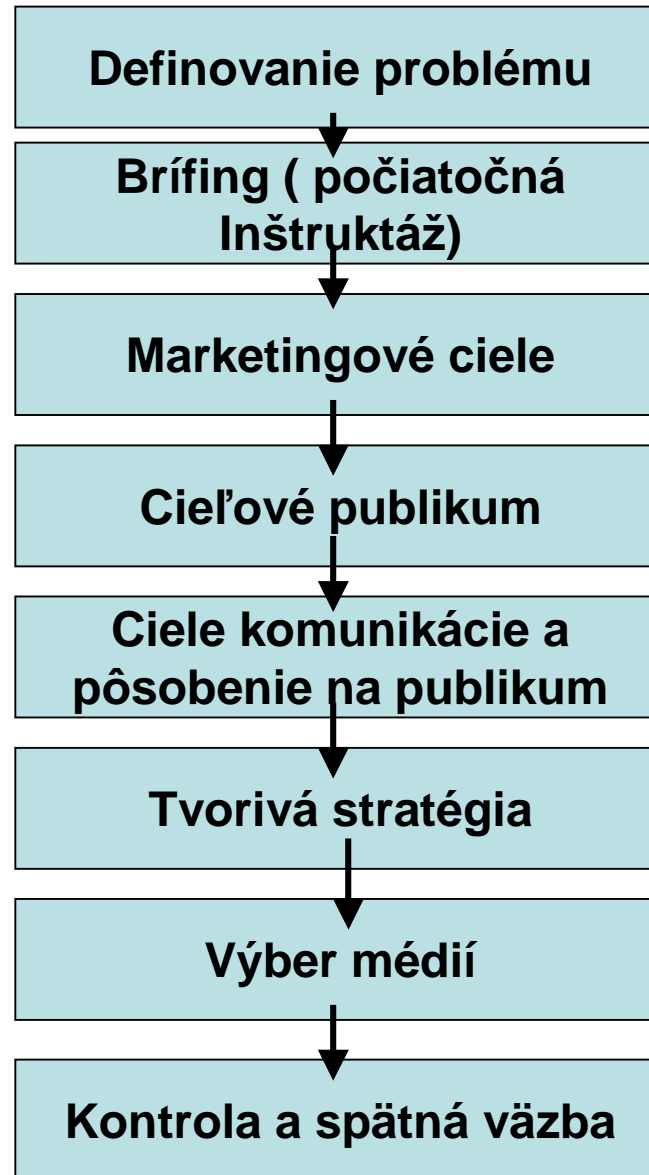 Definovanie problému
Brífing ( počiatočná
Inštruktáž)
Marketingové ciele
Cieľové publikum
Ciele komunikácie a
pôsobenie na publikum
Tvorivá stratégia
Výber médií
Kontrola a spätná väzba